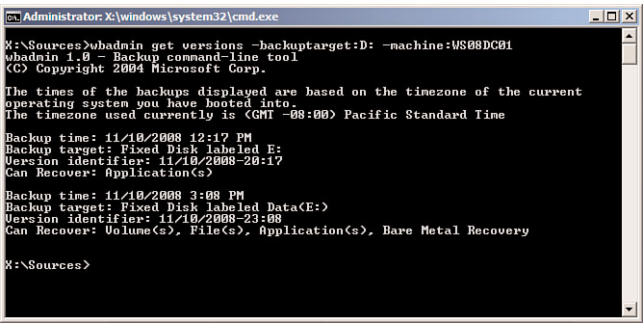 Administrator: X:\windows\system32\cmd.exe
X:\Sources>wbadmin get versions -backuptarget:D: -machine:WS08DC01
wbadmin 1.0 - Backup command-line tool
(C) Copyright 2004 Microsoft Corp.
The times of the backups displayed are based on the timezone of the current
operating system you have booted into.
The timezone used currently is (GMT -08:00) Pacific Standard Time
Backup time: 11/10/2008 12:17 PM
Backup target: Fixed Disk labeled E:
Version identifier: 11/10/2008-20:17
Can Recover: Application(s)
Backup time: 11/10/2008 3:08 PM
Backup target: Fixed Disk labeled Data(E:)
Version identifier: 11/10/2008-23:08
Can Recover: Volume(s), File(s), Application(s), Bare Metal Recovery
X:\Sources>